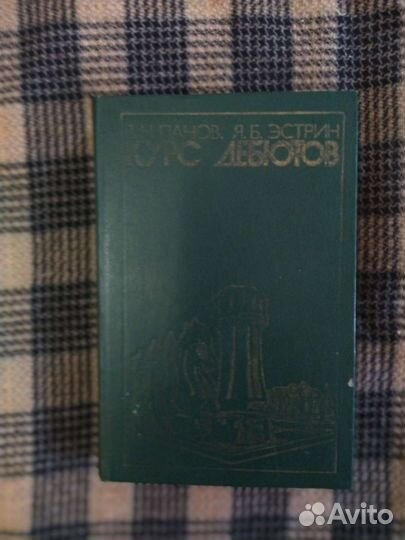 В. Н. ПАНОВ, Я. Б. ЭСТРИН
КУРС ДЕБЮТОВ
Avito